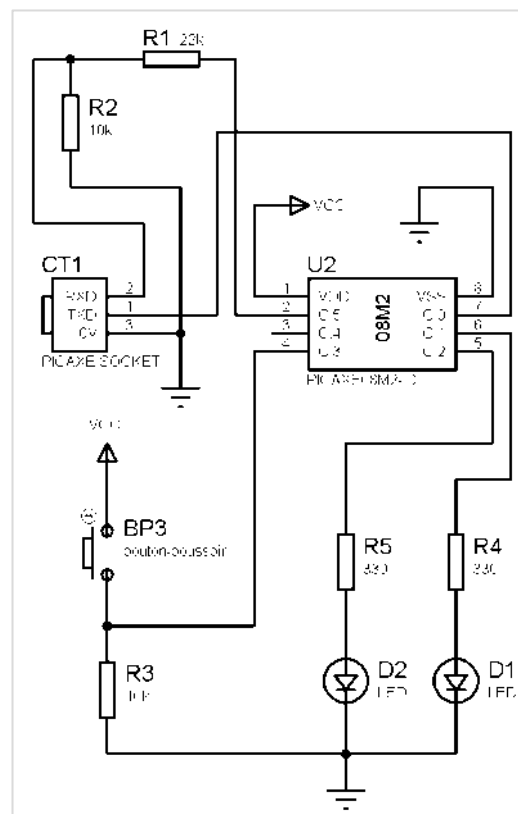 R1 22k
R2
10k
VCC
CT1
U2
RXD 2
TXD 1
0V 3
PICAXE SOCKET
1 VDD VSS 8
2 C.5 C.0 7
3 C.4 C.1 6
4 C.3 C.2 5
08M2
PICAXE08M2
VCC
BP3
bouton-poussoir
R5
330
R4
330
R3
10k
D2
LED
D1
LED